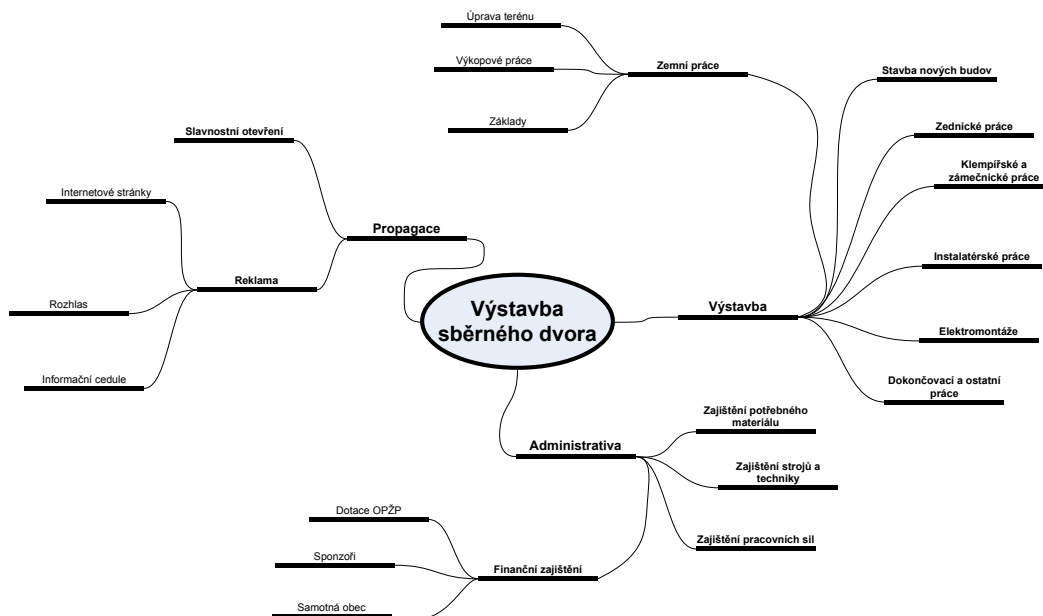 Úprava terénu
Výkopové práce
Základy
Zemní práce
Stavba nových budov
Zednické práce
Klempířské a
zámečnické práce
Instalatérské práce
Elektromontáže
Dokončovací a ostatní
práce
Výstavba
Slavnostní otevření
Internetové stránky
Propagace
Reklama
Rozhlas
Informační cedule
Výstavba
sběrného dvora
Administrativa
Zajištění potřebného
materiálu
Zajištění strojů a
techniky
Zajištění pracovních sil
Dotace OPŽP
Sponzoři
Finanční zajištění
Samotná obec